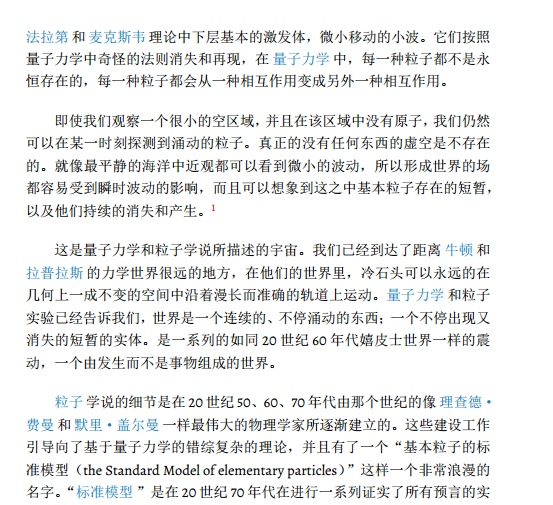 法拉第 和 麦克斯韦 理论中下层基本的激发体，微小移动的小波。它们按照
量子力学中奇怪的法则消失和再现，在 量子力学 中，每一种粒子都不是永
恒存在的，每一种粒子都会从一种相互作用变成另外一种相互作用。
即使我们观察一个很小的空区域，并且在该区域中没有原子，我们仍然
可以在某一时刻探测到涌动的粒子。真正的没有任何东西的虚空是不存在
的。就像最平静的海洋中近观都可以看到微小的波动，所以形成世界的场
都容易受到瞬时波动的影响，而且可以想象到这之中基本粒子存在的短暂，
以及他们持续的消失和产生。1
这是量子力学和粒子学说所描述的宇宙。我们已经到达了距离 牛顿 和
拉普拉斯 的力学世界很远的地方，在他们的世界里，冷石头可以永远的在
几何上一成不变的空间中沿着漫长而准确的轨道上运动。量子力学 和粒子
实验已经告诉我们，世界是一个连续的、不停涌动的东西；一个不停出现又
消失的短暂的实体。是一系列的如同 20 世纪 60 年代嬉皮士世界一样的震
动，一个由发生而不是事物组成的世界。
粒子 学说的细节是在 20 世纪 50、60、70 年代由那个世纪的像 理查德·
费曼 和 默里·盖尔曼 一样最伟大的物理学家所逐渐建立的。这些建设工作
引导向了基于量子力学的错综复杂的理论，并且有了一个“基本粒子的标
准模型（the Standard Model of elementary particles）”这样一个非常浪漫的
名字。“标准模型 ”是在 20 世纪 70 年代在进行一系列证实了所有预言的实